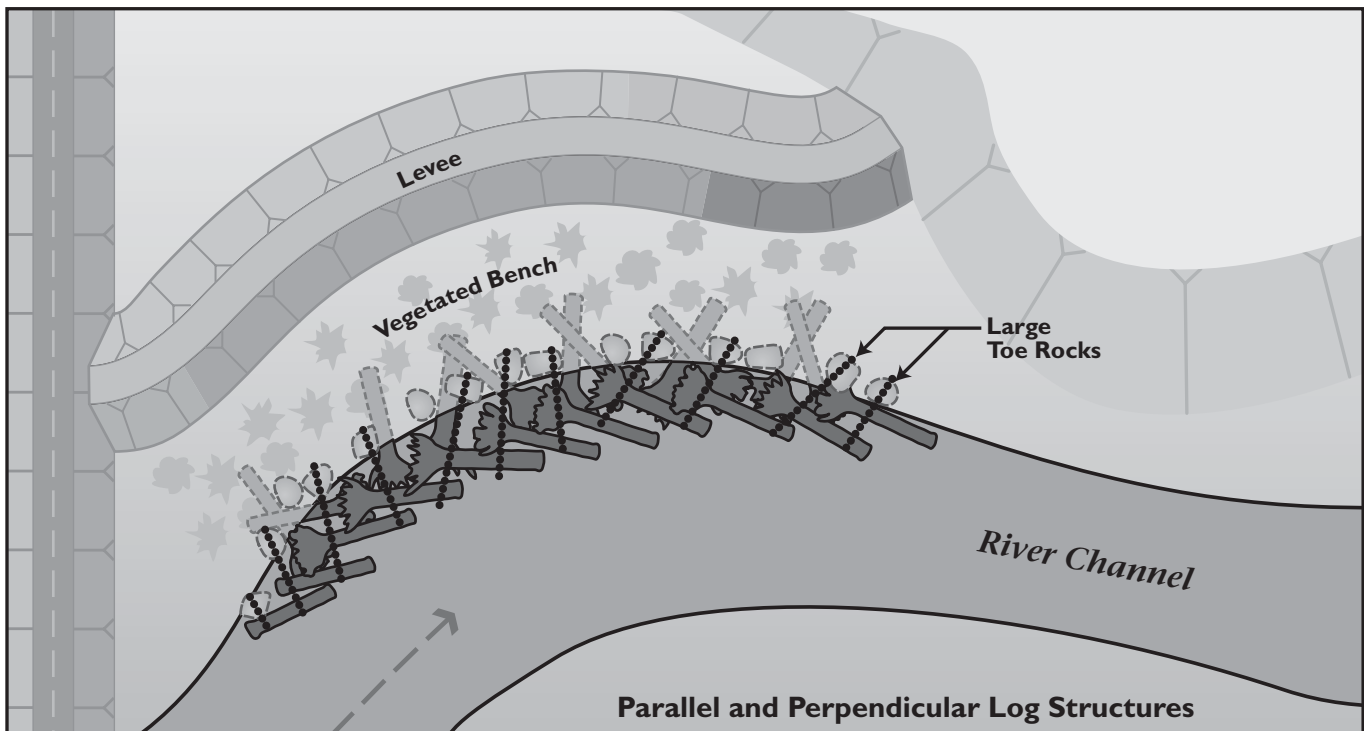 Levee
Vegetated Bench
Large
Toe Rocks
River Channel
Parallel and Perpendicular Log Structures